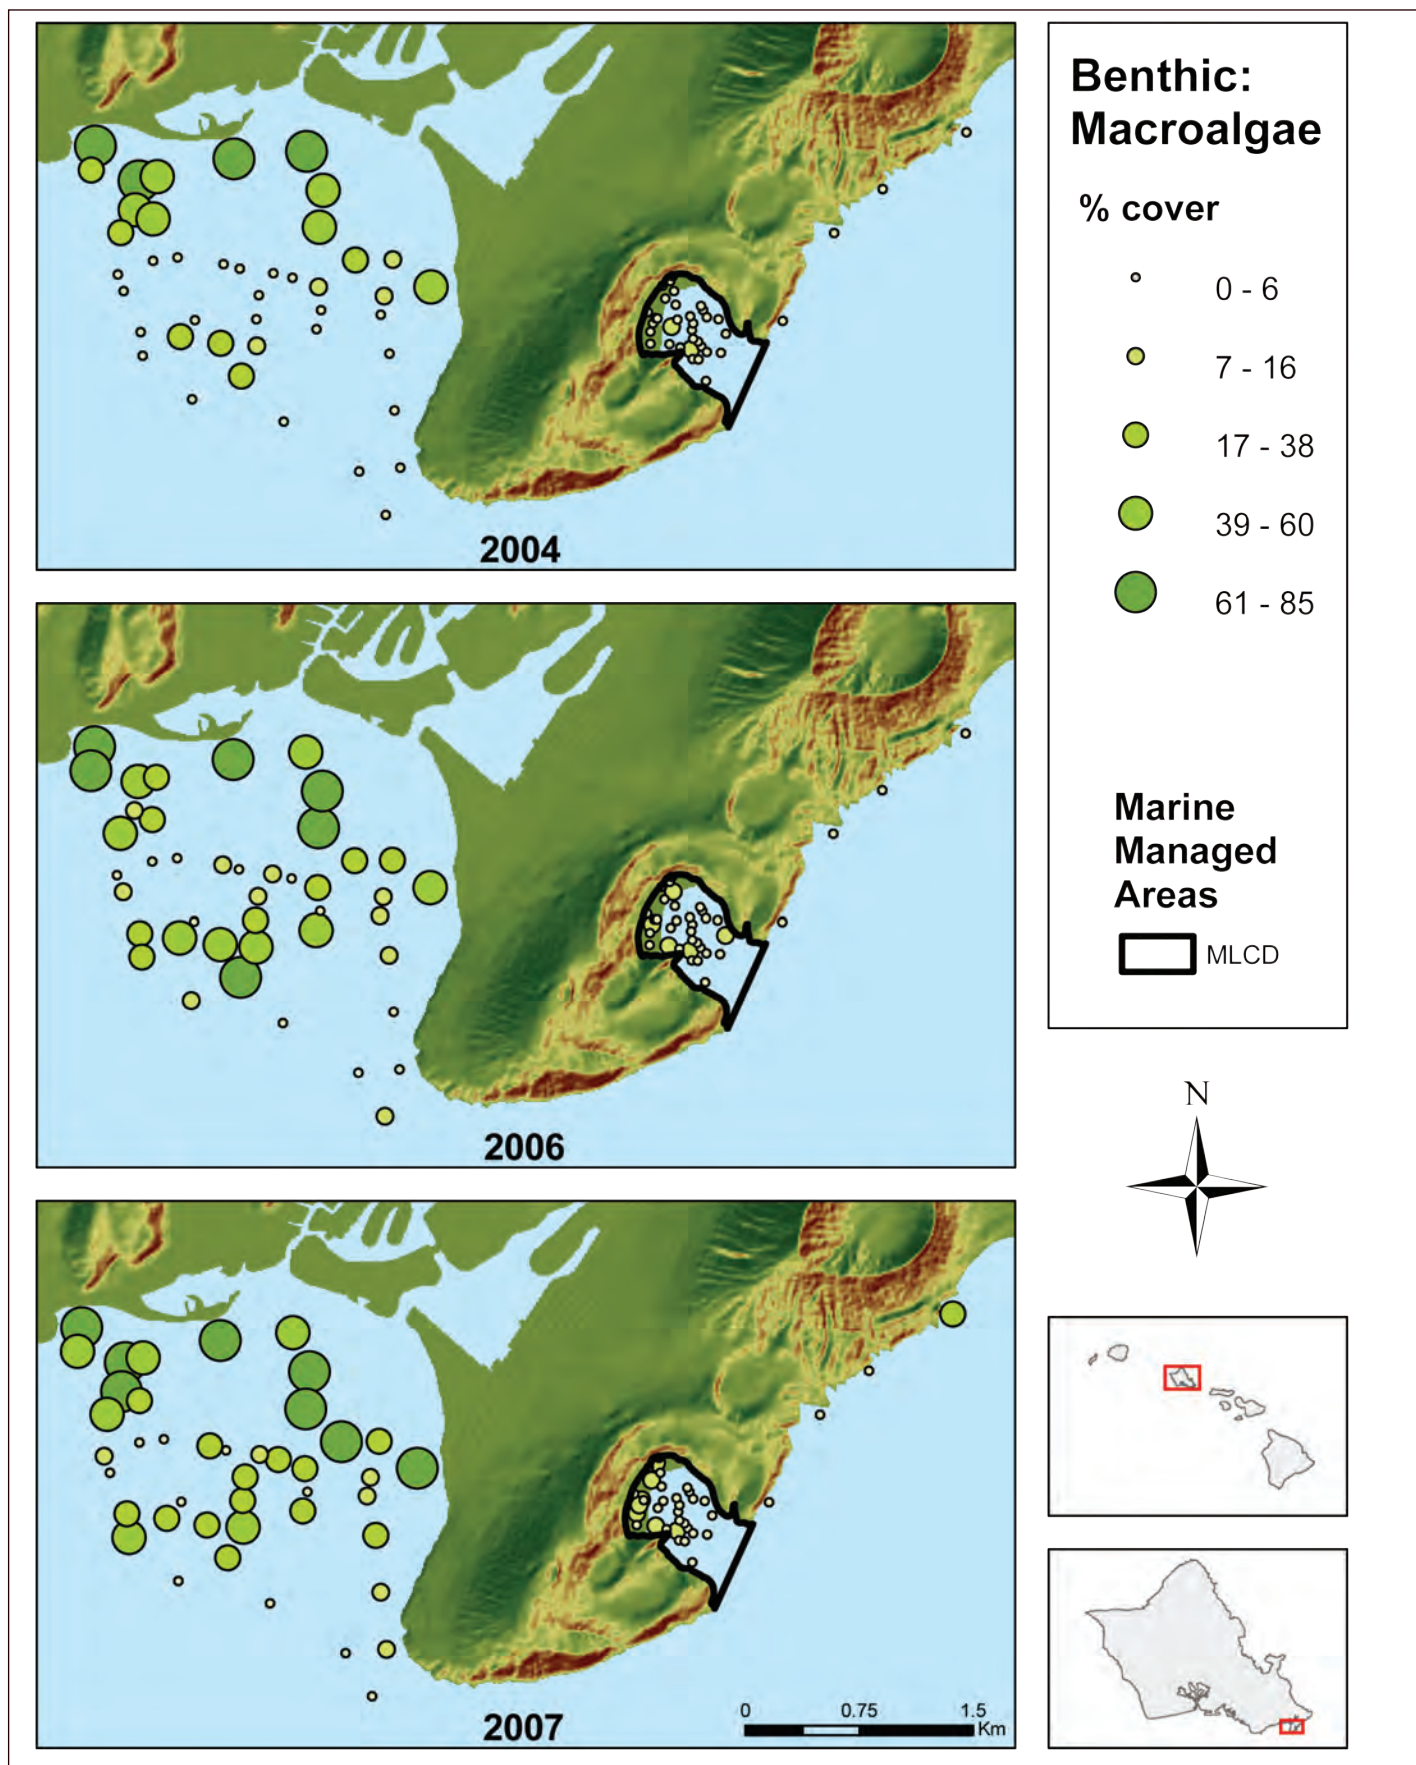 2004
2006
2007
0 0.75 1.5
Km
Benthic:
Macroalgae
% cover
0 - 6
7 - 16
17 - 38
39 - 60
61 - 85
Marine
Managed
Areas
MLCD
N